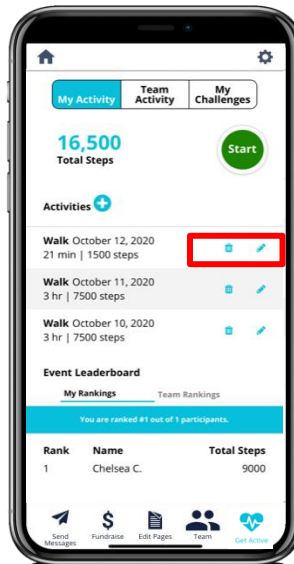 My Activity
Team Activity
My Challenges
16,500
Total Steps
Start
Activities
Walk October 12, 2020
21 min | 1500 steps
Walk October 11, 2020
3 hr | 7500 steps
Walk October 10, 2020
3 hr | 7500 steps
Event Leaderboard
My Rankings Team Rankings
You are ranked #1 out of 1 participants.
Rank Name Total Steps
1 Chelsea C. 9000
Send Messages
Fundraise
Edit Pages
Team
Get Active